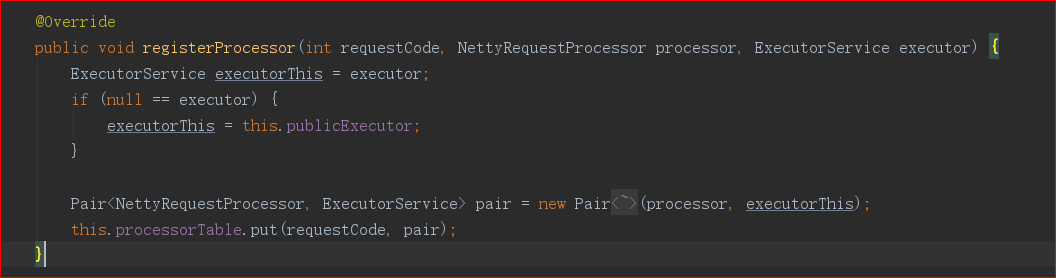 @Override
public void registerProcessor(int requestCode, NettyRequestProcessor processor, ExecutorService executor) {
    ExecutorService executorThis = executor;
    if (null == executor) {
        executorThis = this.publicExecutor;
    }

    Pair<NettyRequestProcessor, ExecutorService> pair = new Pair<~>(processor, executorThis);
    this.processorTable.put(requestCode, pair);
}